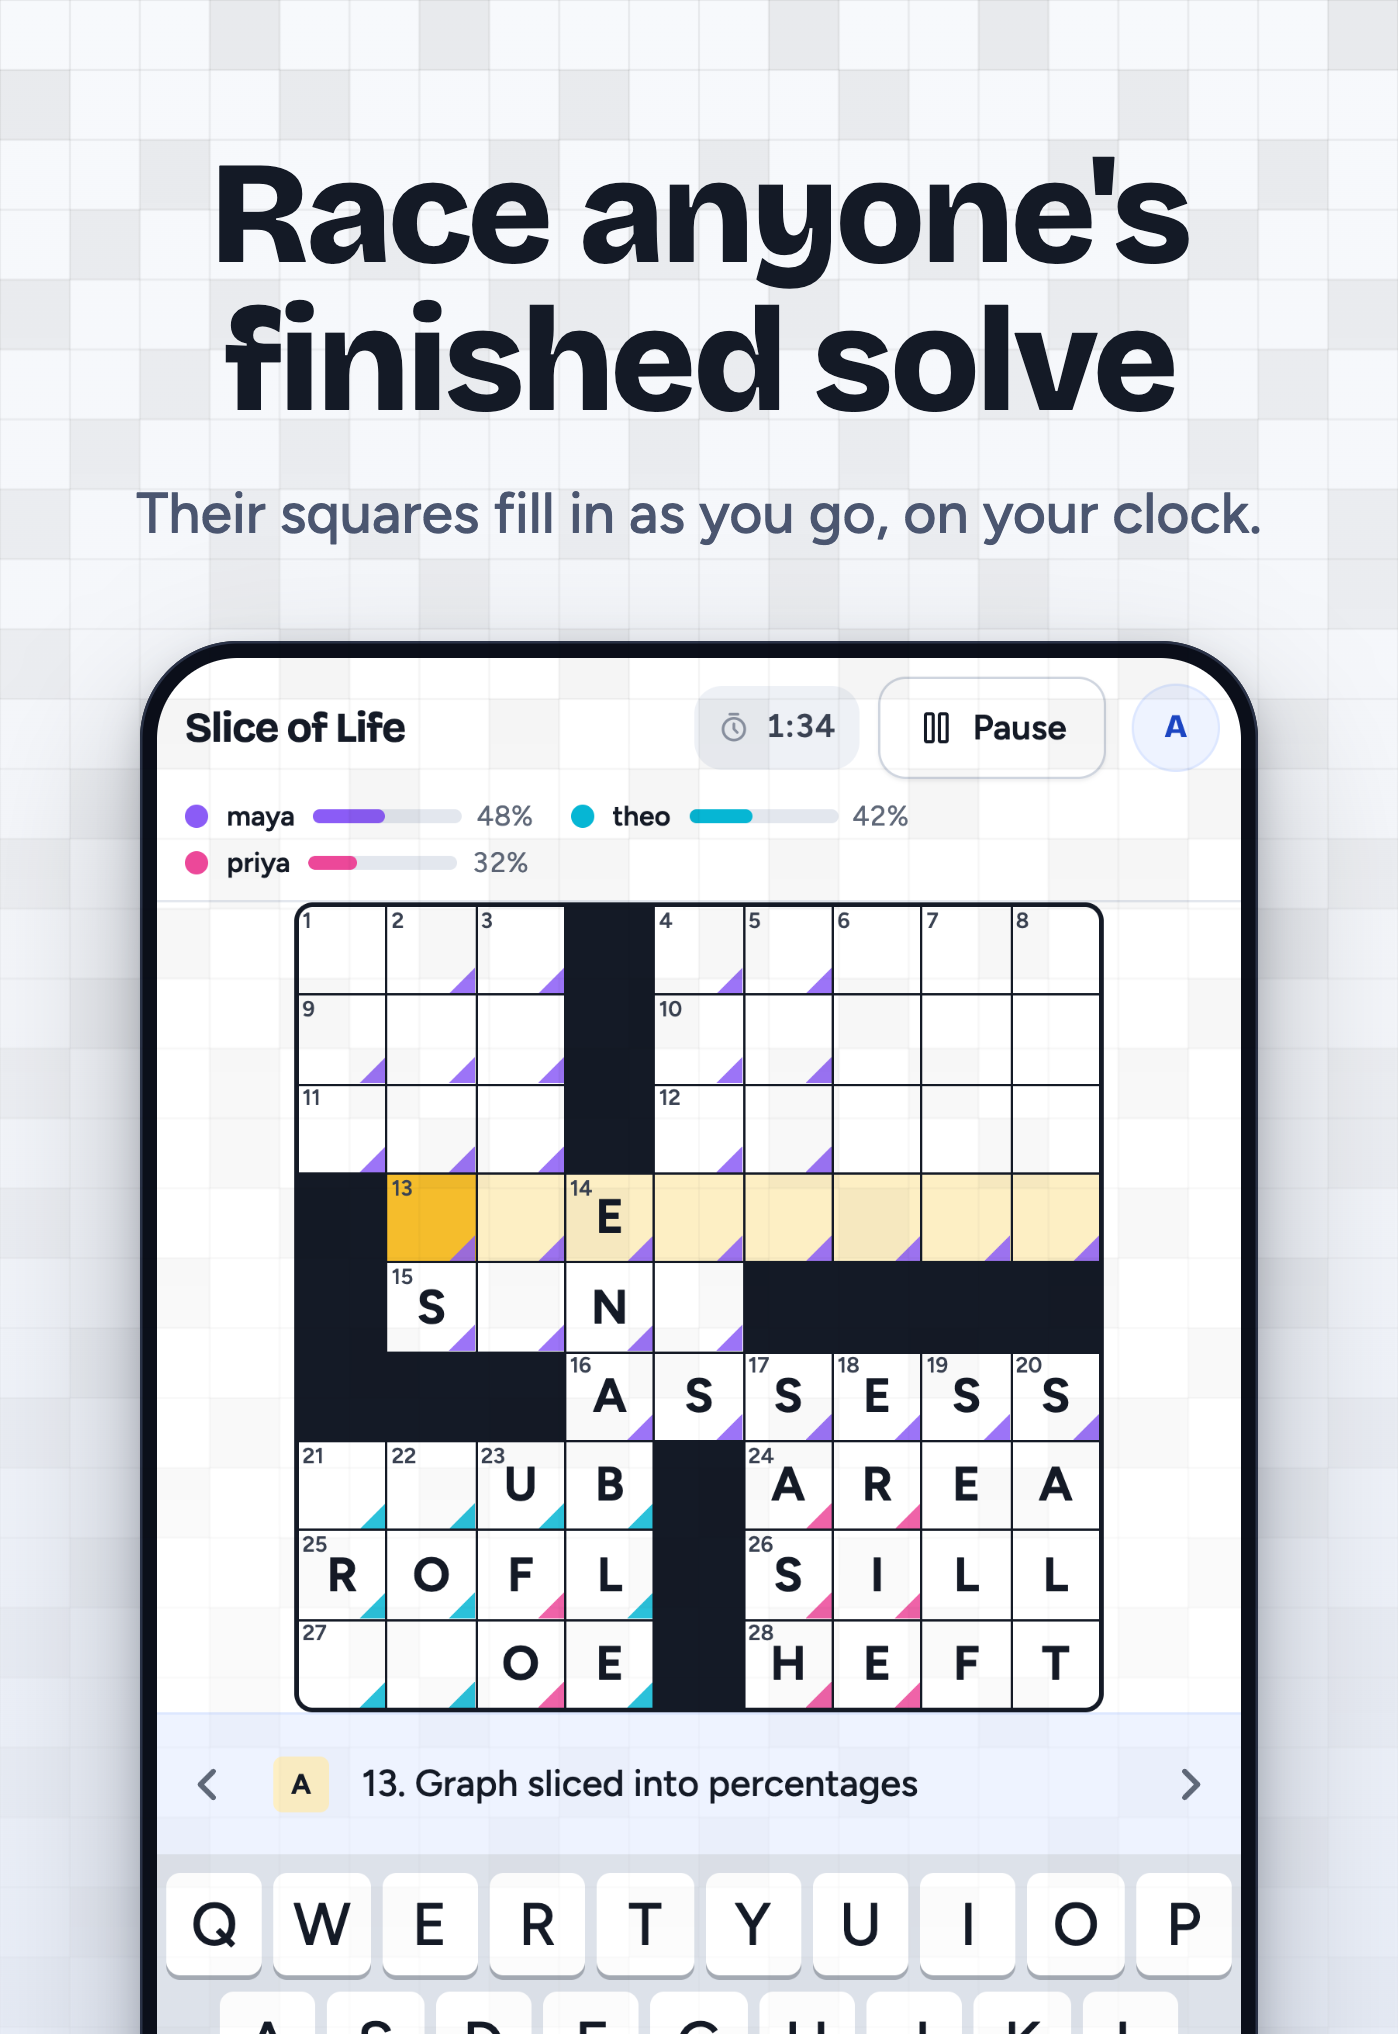 Race anyone's
finished solve
Their squares fill in as you go, on your clock.
Slice of Life 1:34 Pause A
maya 48% theo 42%
priya 32%
1 2 3 4 5 6 7 8
9 10
11 12
13 14 E
15 S N
16 A S 17 S 18 E 19 S 20 S
21 22 23 U B 24 A R E A
25 R O F L 26 S I L L
27 O E 28 H E F T
A 13. Graph sliced into percentages
Q W E R T Y U I O P
A S D F G H J K L